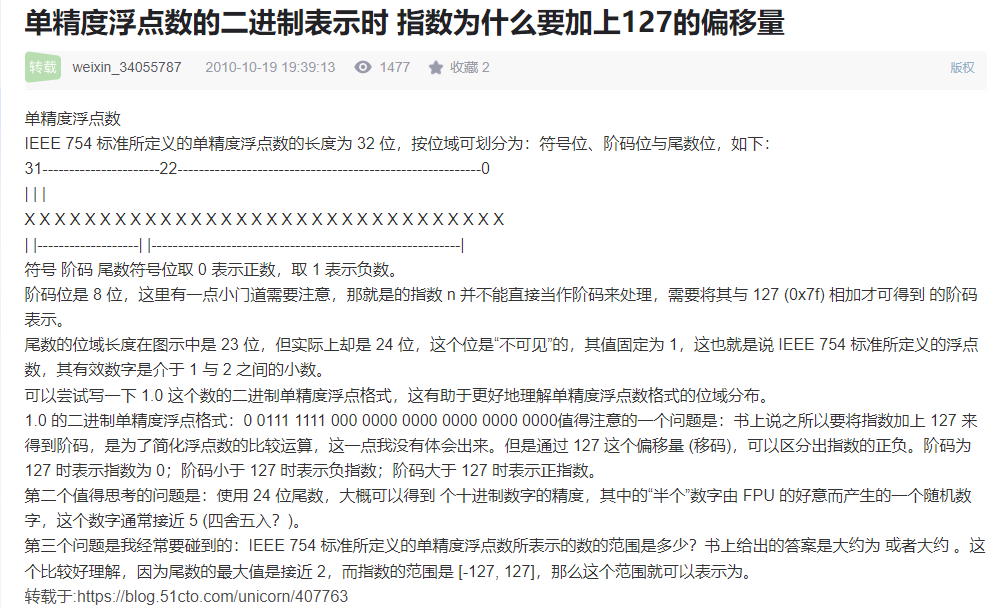 单精度浮点数的二进制表示时 指数为什么要加上127的偏移量
转载 weixin_34055787 2010-10-19 19:39:13 1477 收藏 2 版权
单精度浮点数
IEEE 754 标准所定义的单精度浮点数的长度为 32 位，按位域可划分为：符号位、阶码位与尾数位，如下：
31----------------------22---------------------------------------------------------0
| | |
X X X X X X X X X X X X X X X X X X X X X X X X X X X X X X X X
| |-------------------| |----------------------------------------------------------|
符号 阶码 尾数符号位取 0 表示正数，取 1 表示负数。
阶码位是 8 位，这里有一点小门道需要注意，那就是的指数 n 并不能直接当作阶码来处理，需要将其与 127 (0x7f) 相加才可得到 的阶码
表示。
尾数的位域长度在图示中是 23 位，但实际上却是 24 位，这个位是“不可见”的，其值固定为 1，这也就是说 IEEE 754 标准所定义的浮点
数，其有效数字是介于 1 与 2 之间的小数。
可以尝试写一下 1.0 这个数的二进制单精度浮点格式，这有助于更好地理解单精度浮点数格式的位域分布。
1.0 的二进制单精度浮点格式：0 0111 1111 000 0000 0000 0000 0000 0000值得注意的一个问题是：书上说之所以要将指数加上 127 来
得到阶码，是为了简化浮点数的比较运算，这一点我没有体会出来。但是通过 127 这个偏移量 (移码)，可以区分出指数的正负。阶码为
127 时表示指数为 0；阶码小于 127 时表示负指数；阶码大于 127 时表示正指数。
第二个值得思考的问题是：使用 24 位尾数，大概可以得到 个十进制数字的精度，其中的“半个”数字由 FPU 的好意而产生的一个随机数
字，这个数字通常接近 5 (四舍五入？)。
第三个问题是我经常要碰到的：IEEE 754 标准所定义的单精度浮点数所表示的数的范围是多少？书上给出的答案是大约为 或者大约 。这
个比较好理解，因为尾数的最大值是接近 2，而指数的范围是 [-127, 127]，那么这个范围就可以表示为。
转载于:https://blog.51cto.com/unicorn/407763